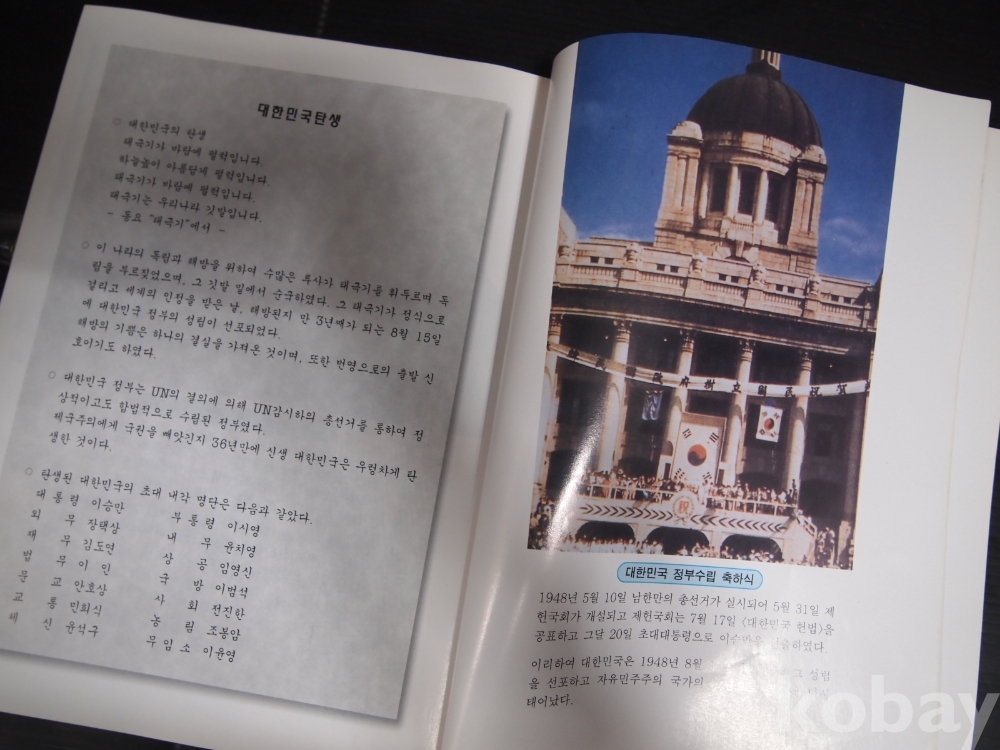 대한민국탄생
○ 대한민국의 탄생
태극기가 바람에 펄럭입니다.
하늘높이 아름답게 펄럭입니다.
태극기가 바람에 펄럭입니다.
태극기는 우리나라 깃발입니다.
- 동요 "태극기"에서 -
○ 이 나라의 독립과 해방을 위하여 수많은 투사가 태극기를 휘두르며 독
립을 부르짖었으며, 그 깃발 밑에서 순국하였다. 그 태극기가 정식으로
걸리고 세계의 인정을 받은 날, 해방된지 만 3년째가 되는 8월 15일
에 대한민국 정부의 성립이 선포되었다.
해방의 기쁨은 하나의 결실을 가져온 것이며, 또한 번영으로의 출발 신
호이기도 하였다.
○ 대한민국 정부는 UN의 결의에 의해 UN감시하의 총선거를 통하여 정
상적이고도 합법적으로 수립된 정부였다.
제국주의에게 국권을 빼앗긴지 36년만에 신생 대한민국은 우렁차게 탄
생한 것이다.
○ 탄생된 대한민국의 초대 내각 명단은 다음과 같았다.
대통령 이승만 부통령 이시영
외 무 장택상 내 무 윤치영
재 무 김도연 상 공 임영신
법 무 이 인 국 방 이범석
문 교 안호상 사 회 전진한
교 통 민희식 농 림 조봉암
체 신 윤석구 무임소 이윤영
政府樹立國民祝賀
祝
대한민국 정부수립 축하식
1948년 5월 10일 남한만의 총선거가 실시되어 5월 31일 제
헌국회가 개설되고 제헌국회는 7월 17일 〈대한민국 헌법〉을
공표하고 그달 20일 초대대통령으로 이승만을 선출하였다.
이리하여 대한민국은 1948년 8월 그 성립
을 선포하고 자유민주주의 국가의
태어났다.
kobay